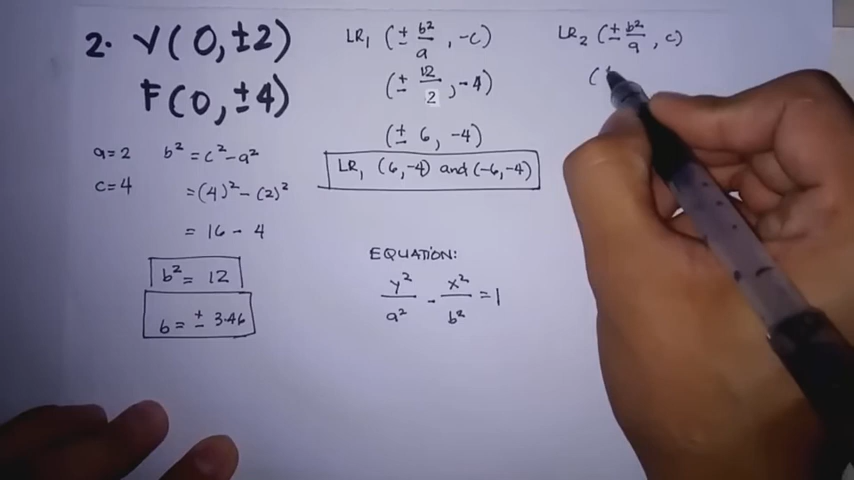 2. V(0,±2)
F(0,±4)
a=2 b²=c²-a²
c=4 =(4)²-(2)²
= 16 - 4
b²= 12
b= ± 3.46
LR₁ (± b²/a, -c)
(± 12/2, -4)
(± 6, -4)
LR₁ (6,-4) and (-6,-4)
EQUATION:
y²/a² - x²/b² = 1
LR₂ (± b²/a, c)
(